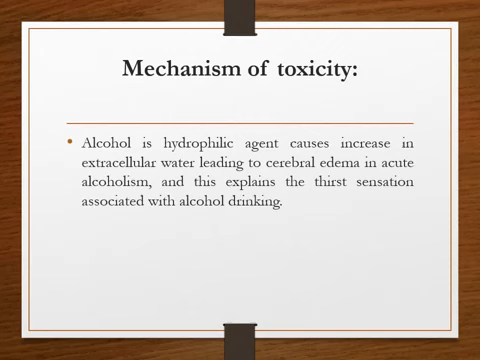 Mechanism of toxicity:
• Alcohol is hydrophilic agent causes increase in
extracellular water leading to cerebral edema in acute
alcoholism, and this explains the thirst sensation
associated with alcohol drinking.